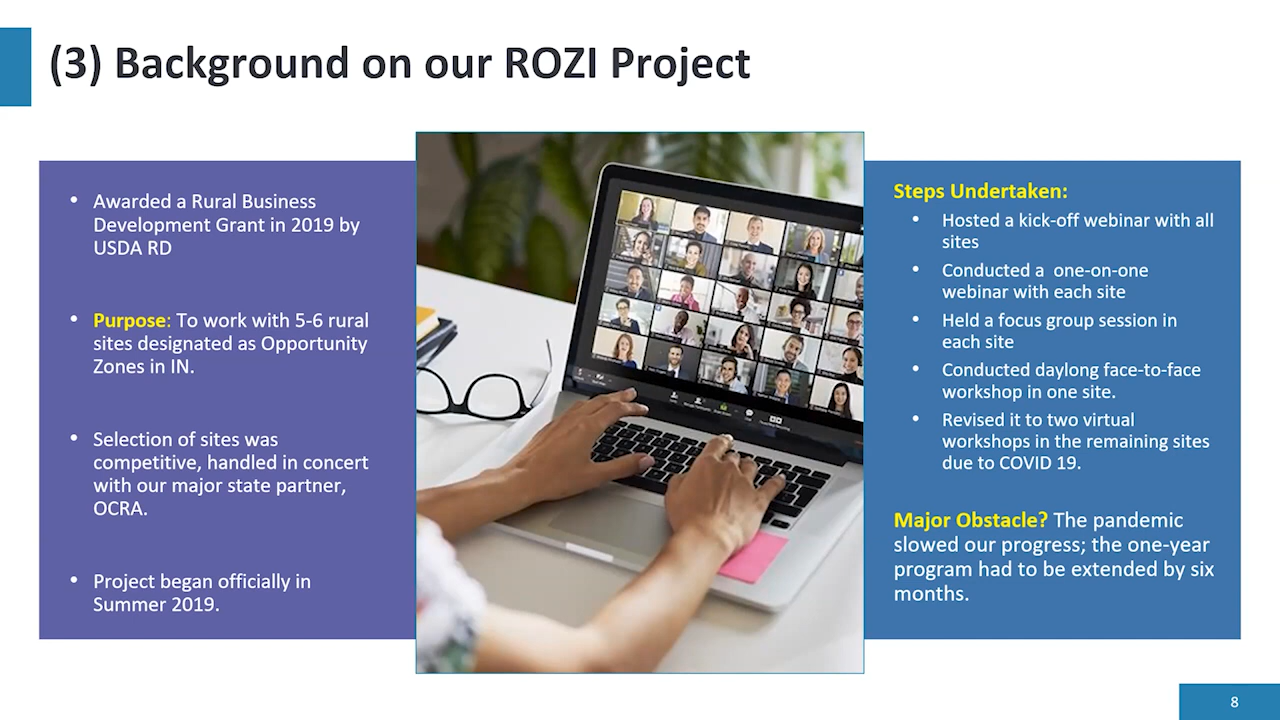 (3) Background on our ROZI Project
• Awarded a Rural Business
Development Grant in 2019 by
USDA RD
• Purpose: To work with 5-6 rural
sites designated as Opportunity
Zones in IN.
• Selection of sites was
competitive, handled in concert
with our major state partner,
OCRA.
• Project began officially in
Summer 2019.
Steps Undertaken:
• Hosted a kick-off webinar with all
sites
• Conducted a one-on-one
webinar with each site
• Held a focus group session in
each site
• Conducted daylong face-to-face
workshop in one site.
• Revised it to two virtual
workshops in the remaining sites
due to COVID 19.
Major Obstacle? The pandemic
slowed our progress; the one-year
program had to be extended by six
months.
8